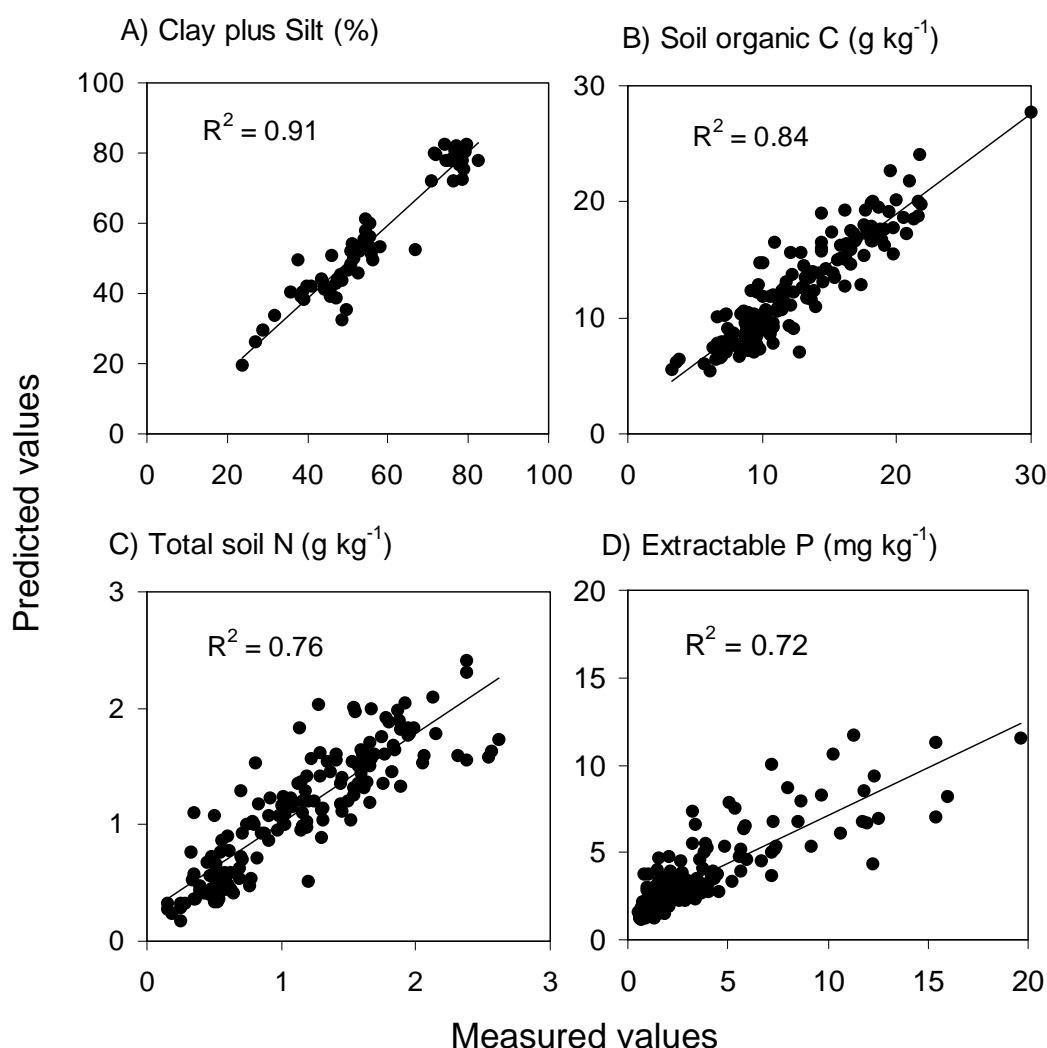 A) Clay plus Silt (%)
B) Soil organic C (g kg⁻¹)
100
80
60
40
20
0
R² = 0.91
0 20 40 60 80 100
30
20
10
0
R² = 0.84
0 10 20 30
C) Total soil N (g kg⁻¹)
D) Extractable P (mg kg⁻¹)
3
2
1
0
R² = 0.76
0 1 2 3
20
15
10
5
0
R² = 0.72
0 5 10 15 20
Predicted values
Measured values